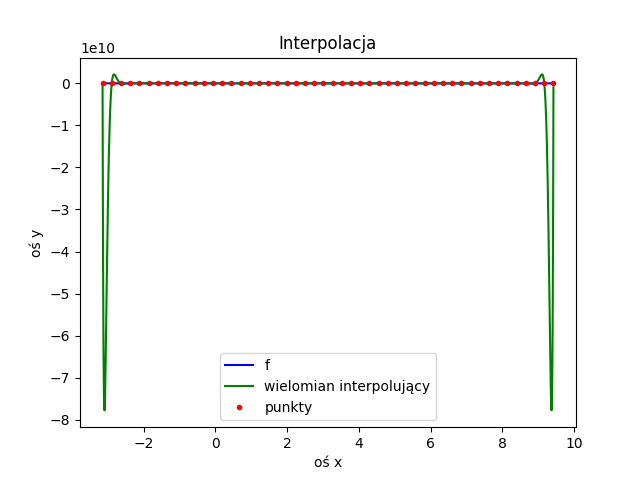 Interpolacja
1e10
0
−1
−2
−3
−4
−5
−6
−7
−8
oś y
f
wielomian interpolujący
punkty
−2
0
2
4
6
8
10
oś x